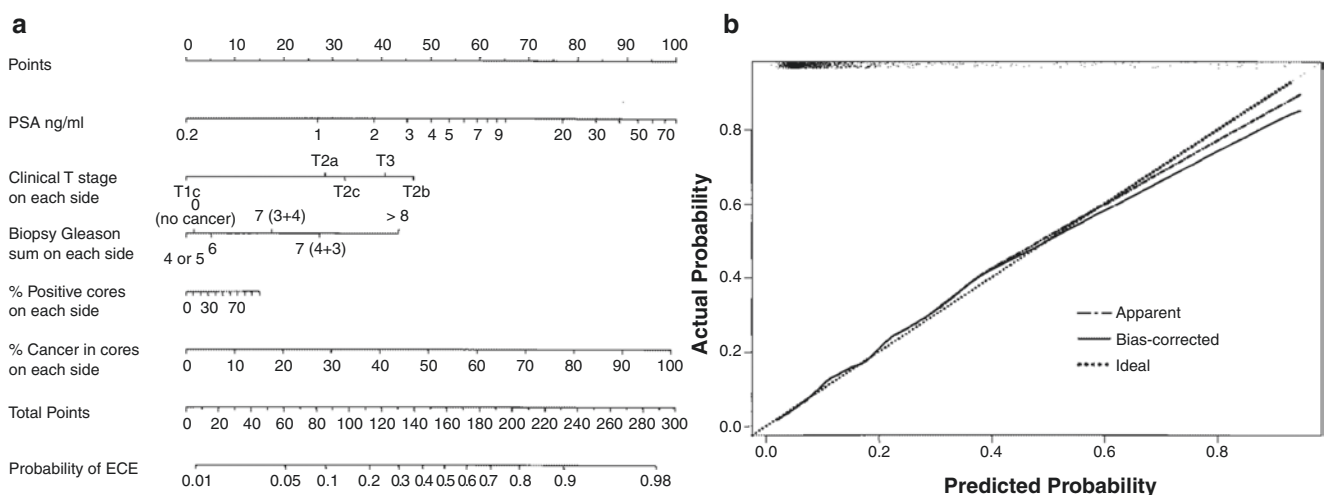 a
0 10 20 30 40 50 60 70 80 90 100
Points
PSA ng/ml
0.2 1 2 3 4 5 7 9 20 30 50 70
T2a T3
Clinical T stage
on each side
T1c T2c T2b
0
(no cancer) 7 (3+4) > 8
Biopsy Gleason
sum on each side
4 or 5 6 7 (4+3)
% Positive cores
on each side
0 30 70
% Cancer in cores
on each side
0 10 20 30 40 50 60 70 80 90 100
Total Points
0 20 40 60 80 100 120 140 160 180 200 220 240 260 280 300
Probability of ECE
0.01 0.05 0.1 0.2 0.3 0.4 0.5 0.6 0.7 0.8 0.9 0.98
b
Actual Probability
0.8
0.6
0.4
0.2
0.0
Apparent
Bias-corrected
Ideal
0.0 0.2 0.4 0.6 0.8
Predicted Probability